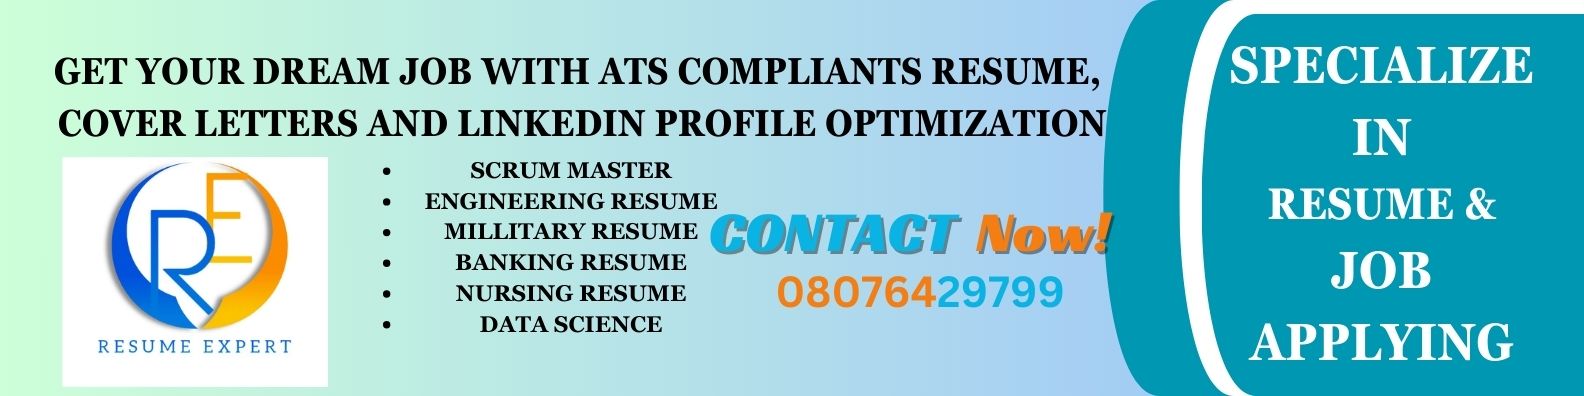 GET YOUR DREAM JOB WITH ATS COMPLIANTS RESUME,
COVER LETTERS AND LINKEDIN PROFILE OPTIMIZATION
RE
RESUME EXPERT
• SCRUM MASTER
• ENGINEERING RESUME
• MILLITARY RESUME
• BANKING RESUME
• NURSING RESUME
• DATA SCIENCE
CONTACT Now!
08076429799
SPECIALIZE
IN
RESUME &
JOB
APPLYING